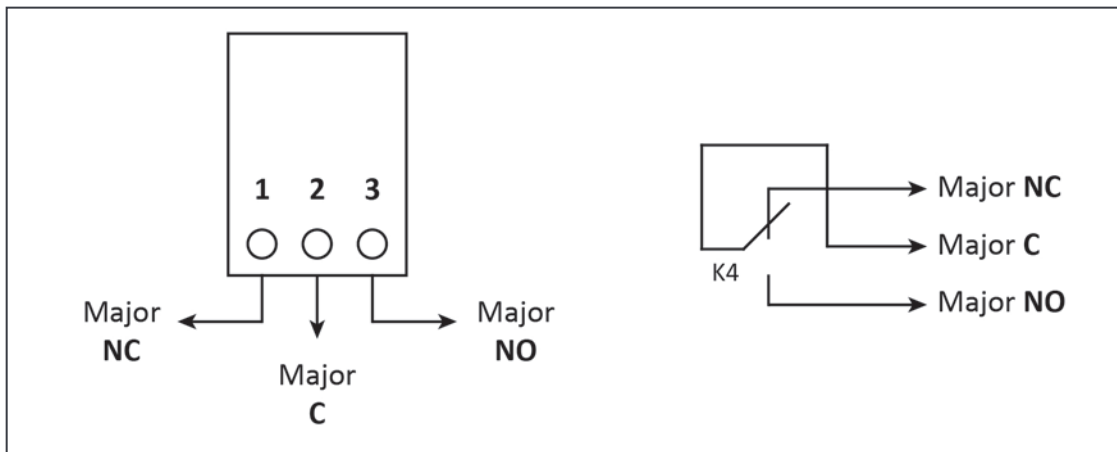 1 2 3
Major
NC
Major
C
Major
NO
K4
Major NC
Major C
Major NO